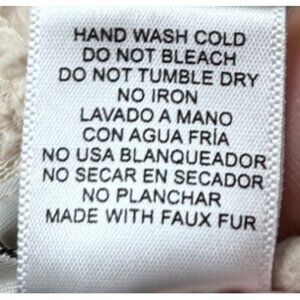 HAND WASH COLD
DO NOT BLEACH
DO NOT TUMBLE DRY
NO IRON
LAVADO A MANO
CON AGUA FRÍA
NO USA BLANQUEADOR
NO SECAR EN SECADOR
NO PLANCHAR
MADE WITH FAUX FUR